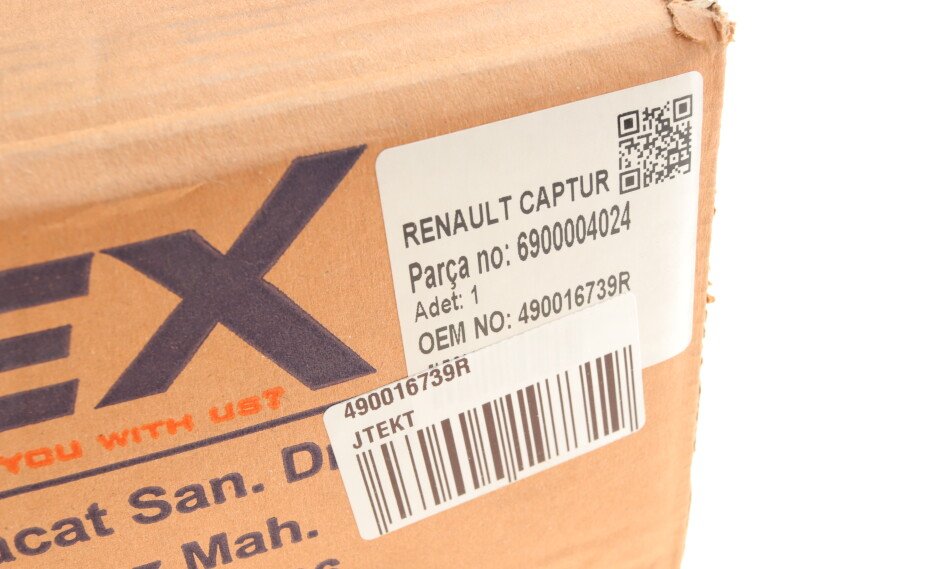 EX
YOU WITH US?
San.
Mah.
RENAULT CAPTUR
Parça no: 6900004024
Adet: 1
OEM NO: 490016739R
490016739R
JTEKT